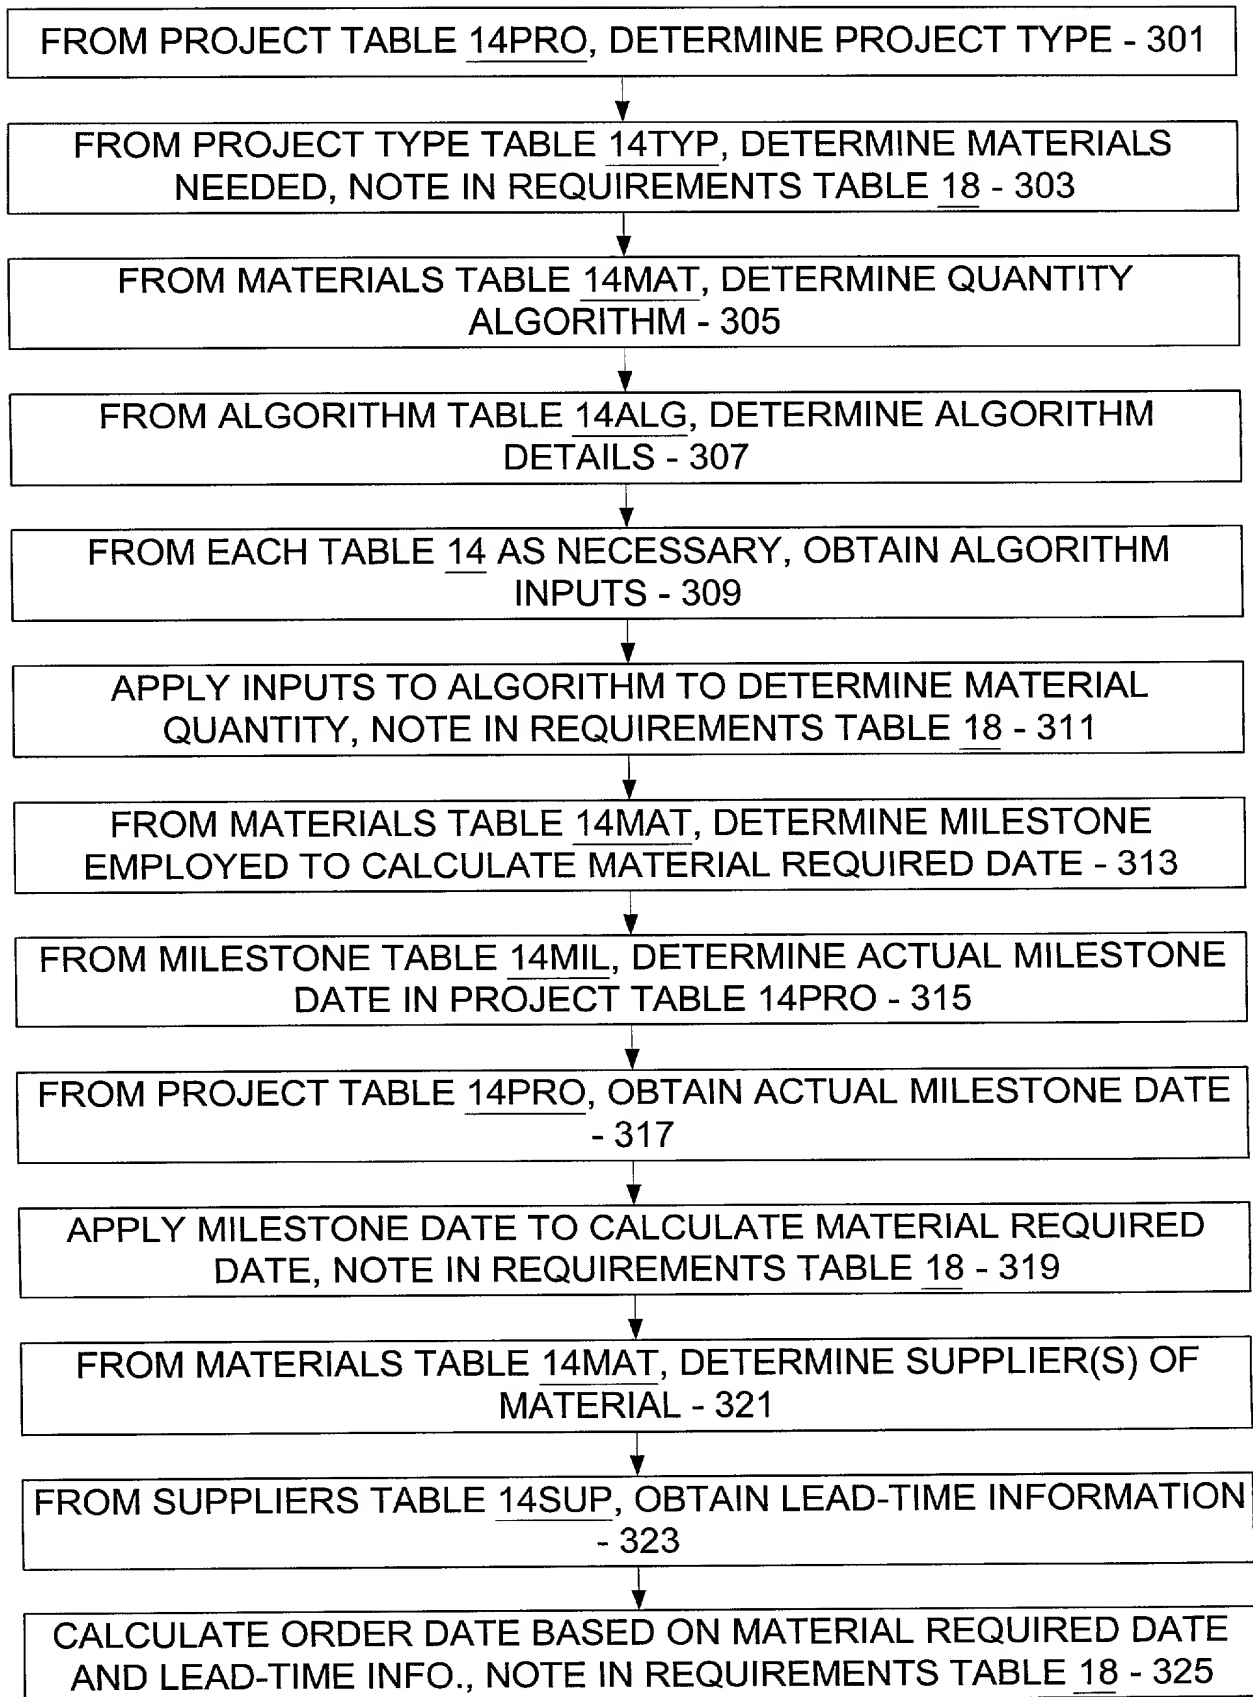 FROM PROJECT TABLE 14PRO, DETERMINE PROJECT TYPE - 301
FROM PROJECT TYPE TABLE 14TYP, DETERMINE MATERIALS
NEEDED, NOTE IN REQUIREMENTS TABLE 18 - 303
FROM MATERIALS TABLE 14MAT, DETERMINE QUANTITY
ALGORITHM - 305
FROM ALGORITHM TABLE 14ALG, DETERMINE ALGORITHM
DETAILS - 307
FROM EACH TABLE 14 AS NECESSARY, OBTAIN ALGORITHM
INPUTS - 309
APPLY INPUTS TO ALGORITHM TO DETERMINE MATERIAL
QUANTITY, NOTE IN REQUIREMENTS TABLE 18 - 311
FROM MATERIALS TABLE 14MAT, DETERMINE MILESTONE
EMPLOYED TO CALCULATE MATERIAL REQUIRED DATE - 313
FROM MILESTONE TABLE 14MIL, DETERMINE ACTUAL MILESTONE
DATE IN PROJECT TABLE 14PRO - 315
FROM PROJECT TABLE 14PRO, OBTAIN ACTUAL MILESTONE DATE
- 317
APPLY MILESTONE DATE TO CALCULATE MATERIAL REQUIRED
DATE, NOTE IN REQUIREMENTS TABLE 18 - 319
FROM MATERIALS TABLE 14MAT, DETERMINE SUPPLIER(S) OF
MATERIAL - 321
FROM SUPPLIERS TABLE 14SUP, OBTAIN LEAD-TIME INFORMATION
- 323
CALCULATE ORDER DATE BASED ON MATERIAL REQUIRED DATE
AND LEAD-TIME INFO., NOTE IN REQUIREMENTS TABLE 18 - 325